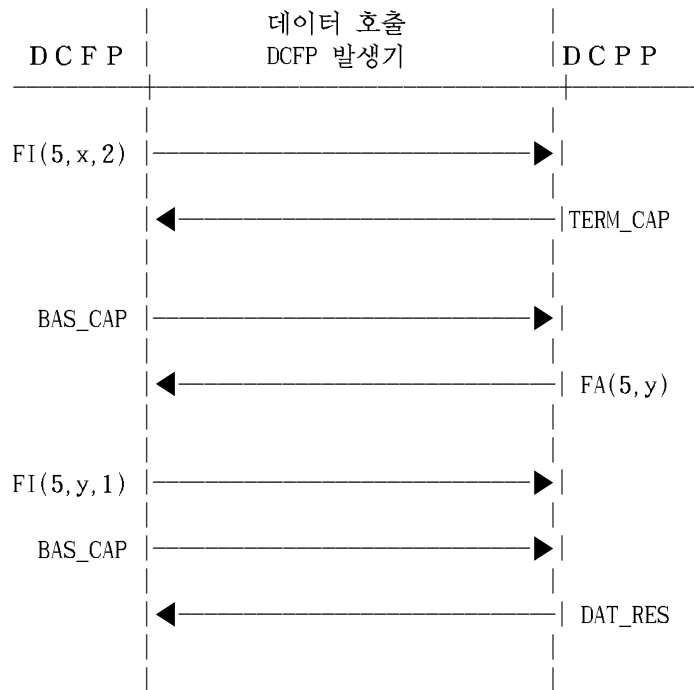 데이터 호출
DCFP DCFP 발생기 DCPP
FI(5,x,2)
TERM_CAP
BAS_CAP
FA(5,y)
FI(5,y,1)
BAS_CAP
DAT_RES